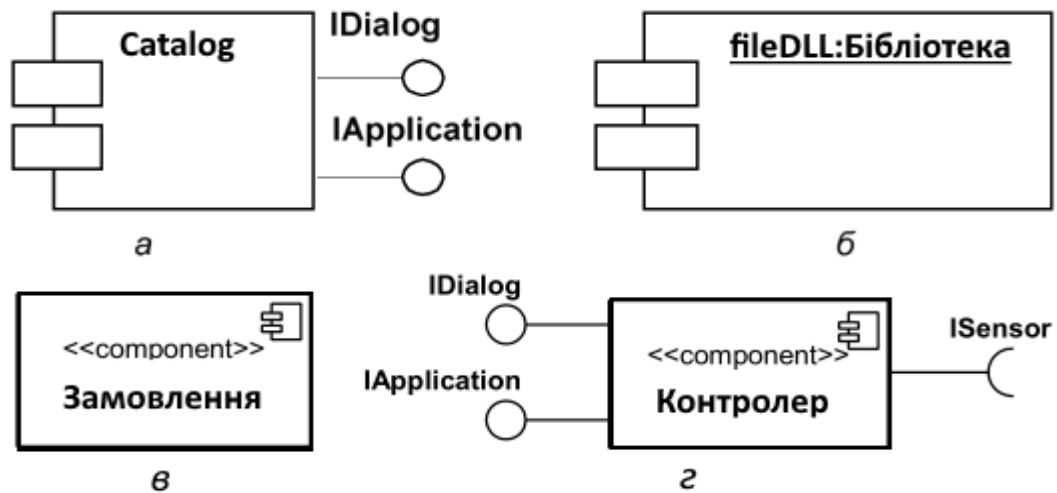 Catalog
IDialog
IApplication
а
fileDLL:Бібліотека
б
<<component>>
Замовлення
в
IDialog
IApplication
<<component>>
Контролер
ISensor
г